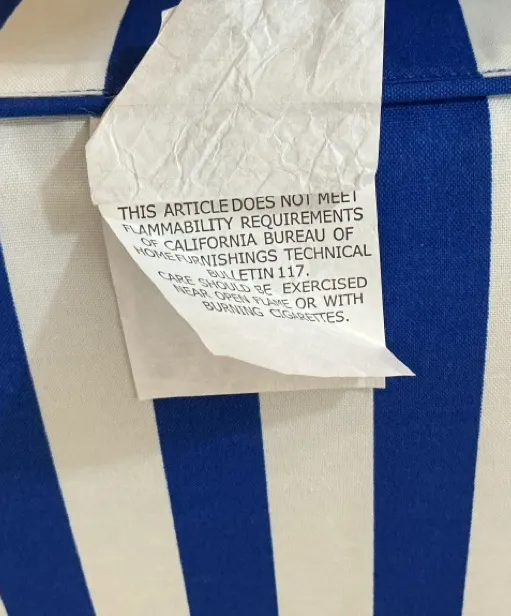 THIS ARTICLE DOES NOT MEET
FLAMMABILITY REQUIREMENTS
OF CALIFORNIA BUREAU OF
HOME FURNISHINGS TECHNICAL
BULLETIN 117.
CARE SHOULD BE EXERCISED
NEAR OPEN FLAME OR WITH
BURNING CIGARETTES.